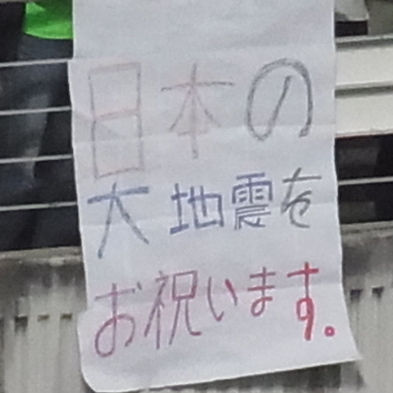 日本の
大地震を
お祝います。